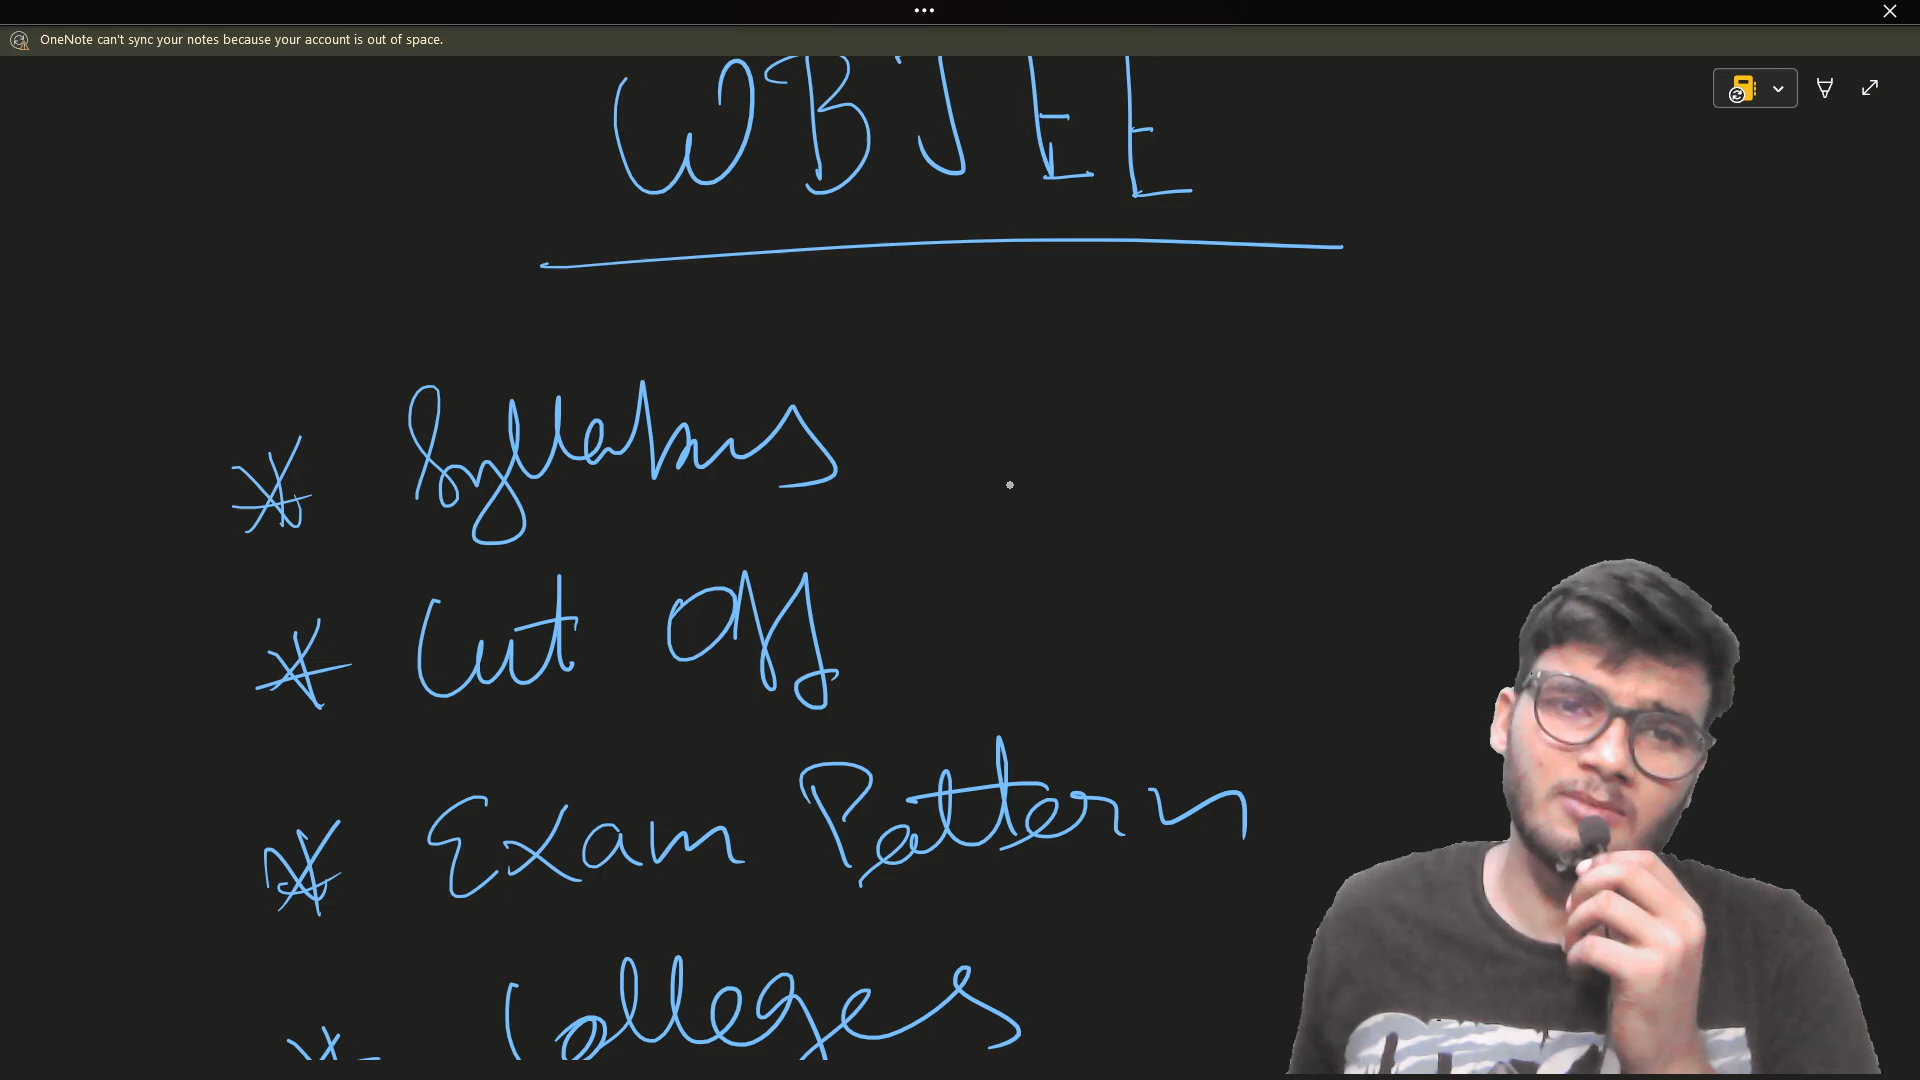 OneNote can't sync your notes because your account is out of space.
WBJEE
* Syllabus
* Cut Off
* Exam Pattern
* Colleges